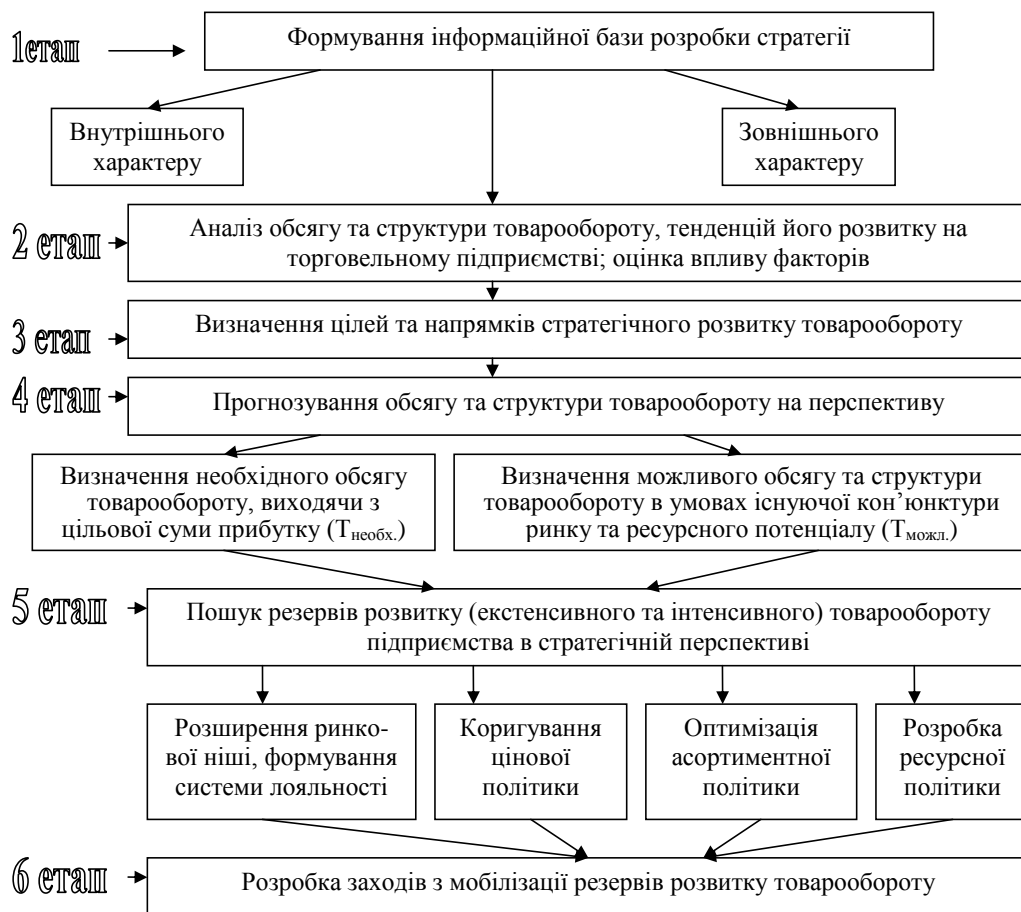 1етап
Формування інформаційної бази розробки стратегії
Внутрішнього
характеру
Зовнішнього
характеру
2 етап
Аналіз обсягу та структури товарообороту, тенденцій його розвитку на
торговельному підприємстві; оцінка впливу факторів
3 етап
Визначення цілей та напрямків стратегічного розвитку товарообороту
4 етап
Прогнозування обсягу та структури товарообороту на перспективу
Визначення необхідного обсягу
товарообороту, виходячи з
цільової суми прибутку (Тнеобх.)
Визначення можливого обсягу та структури
товарообороту в умовах існуючої кон’юнктури
ринку та ресурсного потенціалу (Тможл.)
5 етап
Пошук резервів розвитку (екстенсивного та інтенсивного) товарообороту
підприємства в стратегічній перспективі
Розширення ринко-
вої ніші, формування
системи лояльності
Коригування
цінової
політики
Оптимізація
асортиментної
політики
Розробка
ресурсної
політики
6 етап
Розробка заходів з мобілізації резервів розвитку товарообороту